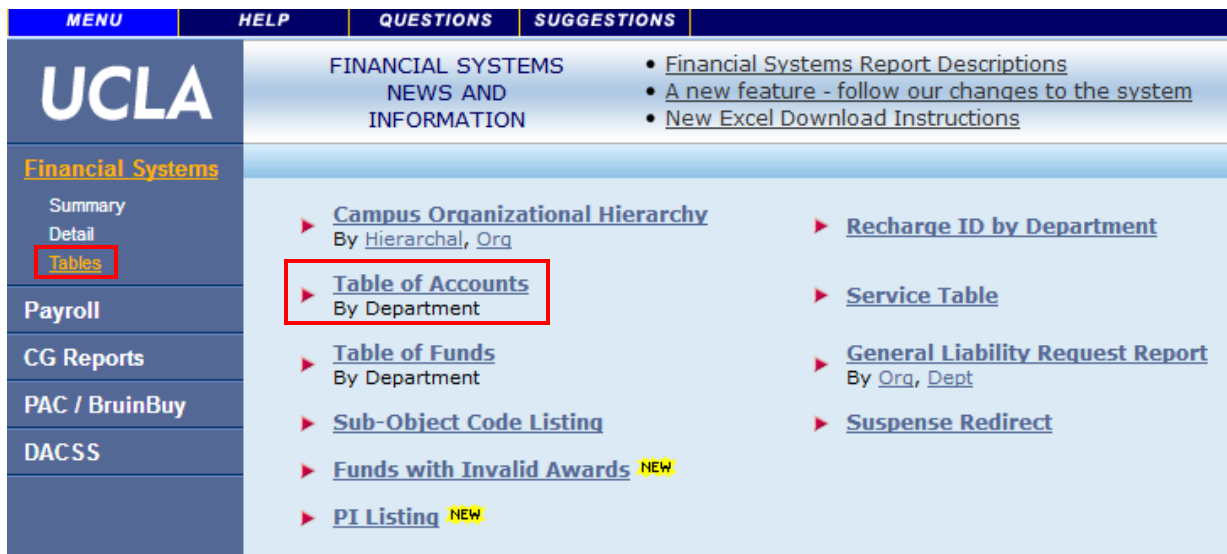 MENU
HELP
QUESTIONS
SUGGESTIONS
UCLA
FINANCIAL SYSTEMS
NEWS AND
INFORMATION
• Financial Systems Report Descriptions
• A new feature - follow our changes to the system
• New Excel Download Instructions
Financial Systems
Summary
Detail
Tables
Payroll
CG Reports
PAC / BruinBuy
DACSS
Campus Organizational Hierarchy
By Hierarchal, Org
Table of Accounts
By Department
Table of Funds
By Department
Sub-Object Code Listing
Funds with Invalid Awards NEW
PI Listing NEW
Recharge ID by Department
Service Table
General Liability Request Report
By Org, Dept
Suspense Redirect